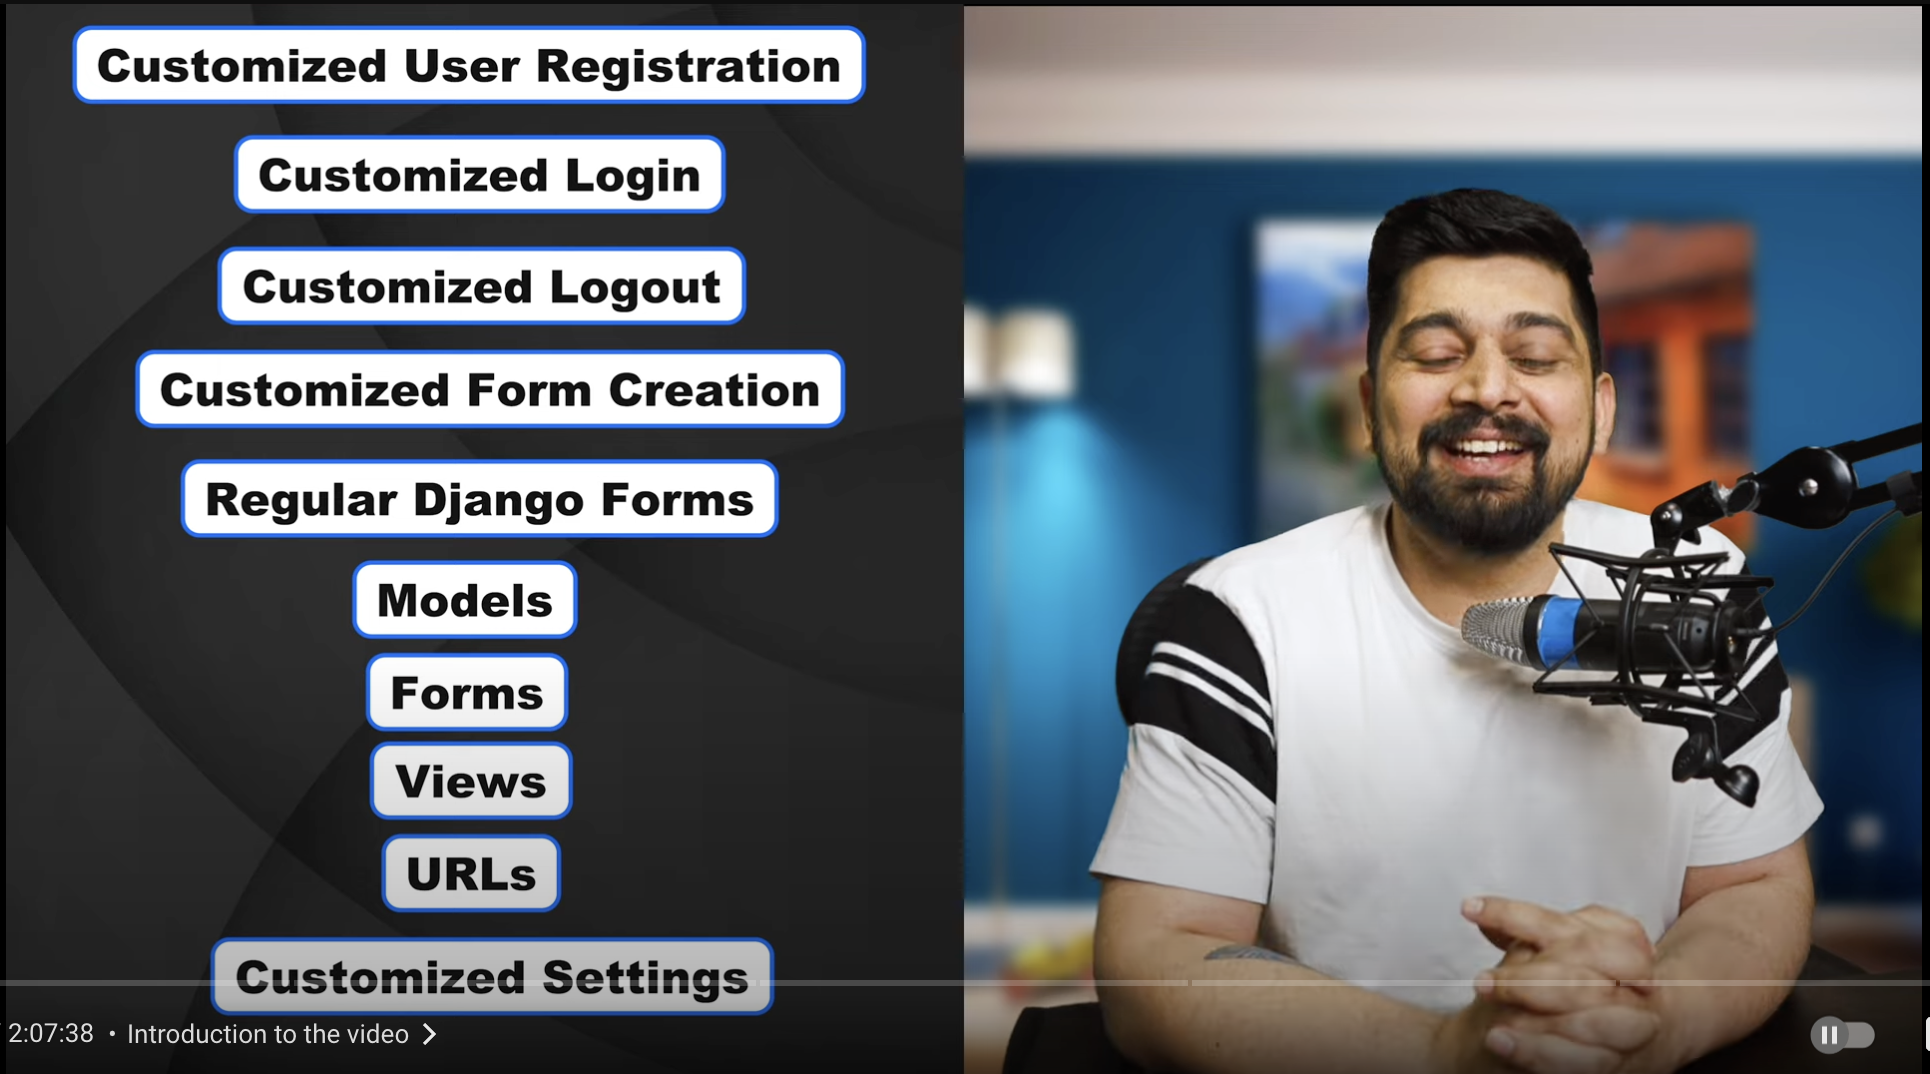 Customized User Registration
Customized Login
Customized Logout
Customized Form Creation
Regular Django Forms
Models
Forms
Views
URLs
Customized Settings
2:07:38 • Introduction to the video